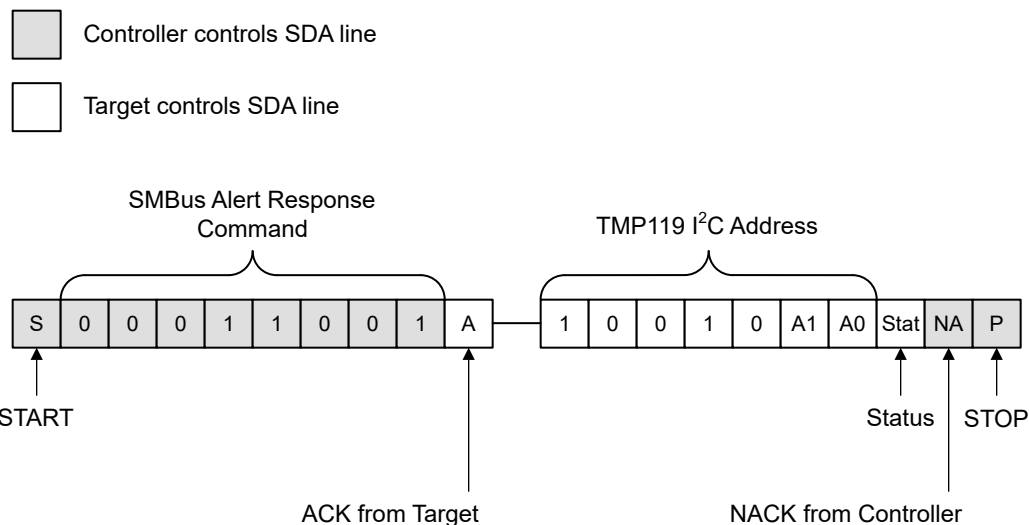 Controller controls SDA line
Target controls SDA line
SMBus Alert Response
Command
TMP119 I²C Address
S 0 0 0 1 1 0 0 1 A 1 0 0 1 0 A1 A0 Stat NA P
START
Status
STOP
ACK from Target
NACK from Controller